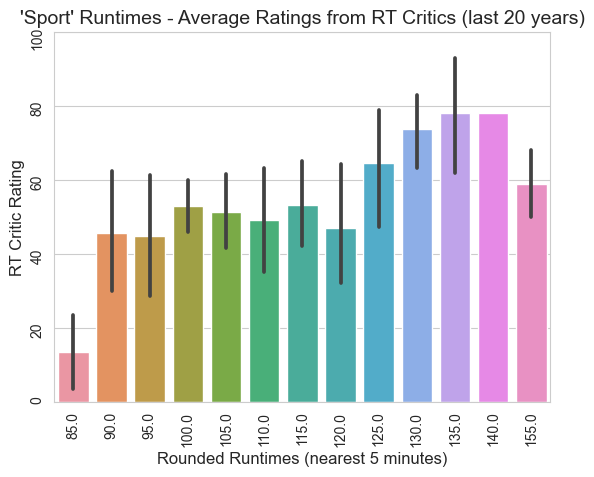 'Sport' Runtimes - Average Ratings from RT Critics (last 20 years)
100
80
60
40
20
0
RT Critic Rating
85.0 90.0 95.0 100.0 105.0 110.0 115.0 120.0 125.0 130.0 135.0 140.0 155.0
Rounded Runtimes (nearest 5 minutes)